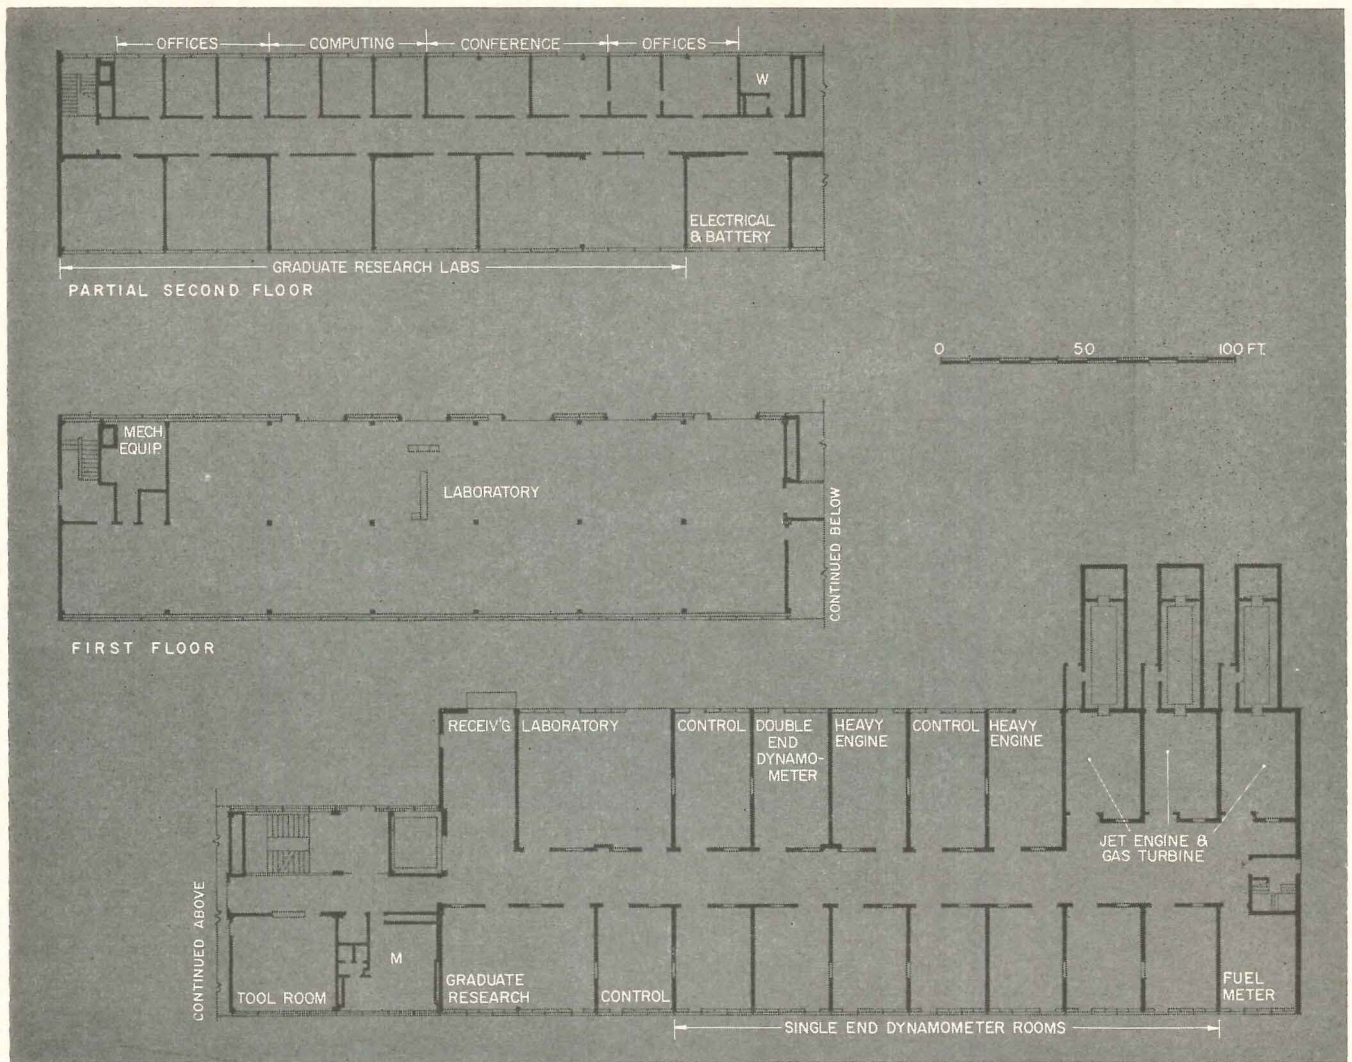 OFFICES COMPUTING CONFERENCE OFFICES
W
ELECTRICAL
& BATTERY
GRADUATE RESEARCH LABS
PARTIAL SECOND FLOOR
0 50 100 FT.
MECH
EQUIP
LABORATORY
CONTINUED BELOW
FIRST FLOOR
RECEIV'G
LABORATORY
CONTROL
DOUBLE
END
DYNAMO-
METER
HEAVY
ENGINE
CONTROL
HEAVY
ENGINE
JET ENGINE &
GAS TURBINE
CONTINUED ABOVE
TOOL ROOM
M
GRADUATE
RESEARCH
CONTROL
FUEL
METER
SINGLE END DYNAMOMETER ROOMS